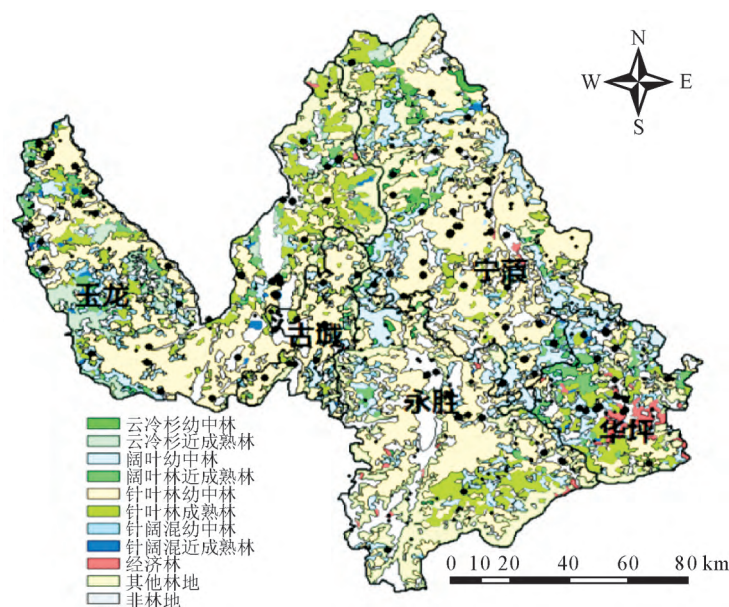 N
W E
S
玉龙
古城
宁蒗
永胜
华坪
云冷杉幼中林
云冷杉近成熟林
阔叶幼中林
阔叶林近成熟林
针叶林幼中林
针叶林成熟林
针阔混幼中林
针阔混近成熟林
经济林
其他林地
非林地
0 10 20 40 60 80 km